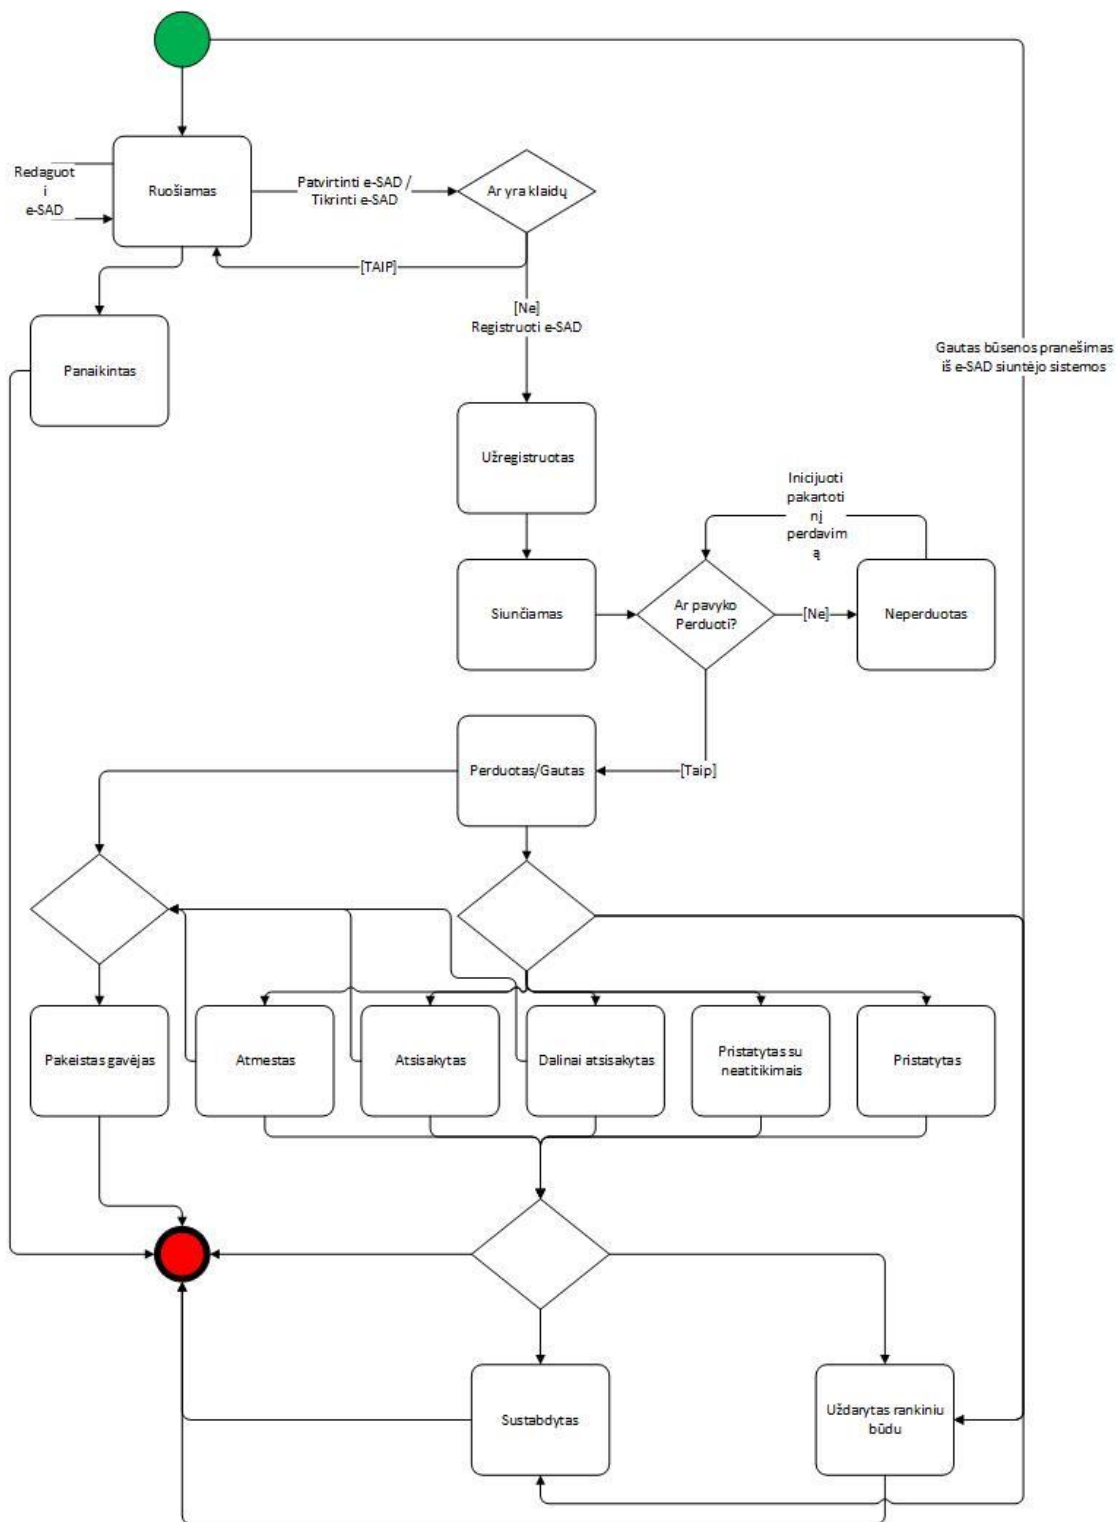 Redaguot
i
e-SAD
Ruošiamas
Patvirtinti e-SAD /
Tikrinti e-SAD
Ar yra klaidų
[TAIP]
[Ne]
Registruoti e-SAD
Panaikintas
Gautas būsenos pranešimas
iš e-SAD siuntėjo sistemos
Užregistruotas
Inicijuoti
pakartoti
nį
perdavim
ą
Siunčiamas
Ar pavyko
Perduoti?
[Ne]
Neperduotas
Perduotas/Gautas
[Taip]
Pakeistas gavėjas
Atmestas
Atsisakytas
Dalinai atsisakytas
Pristatytas su
neatitikimais
Pristatytas
Sustabdytas
Uždarytas rankiniu
būdu